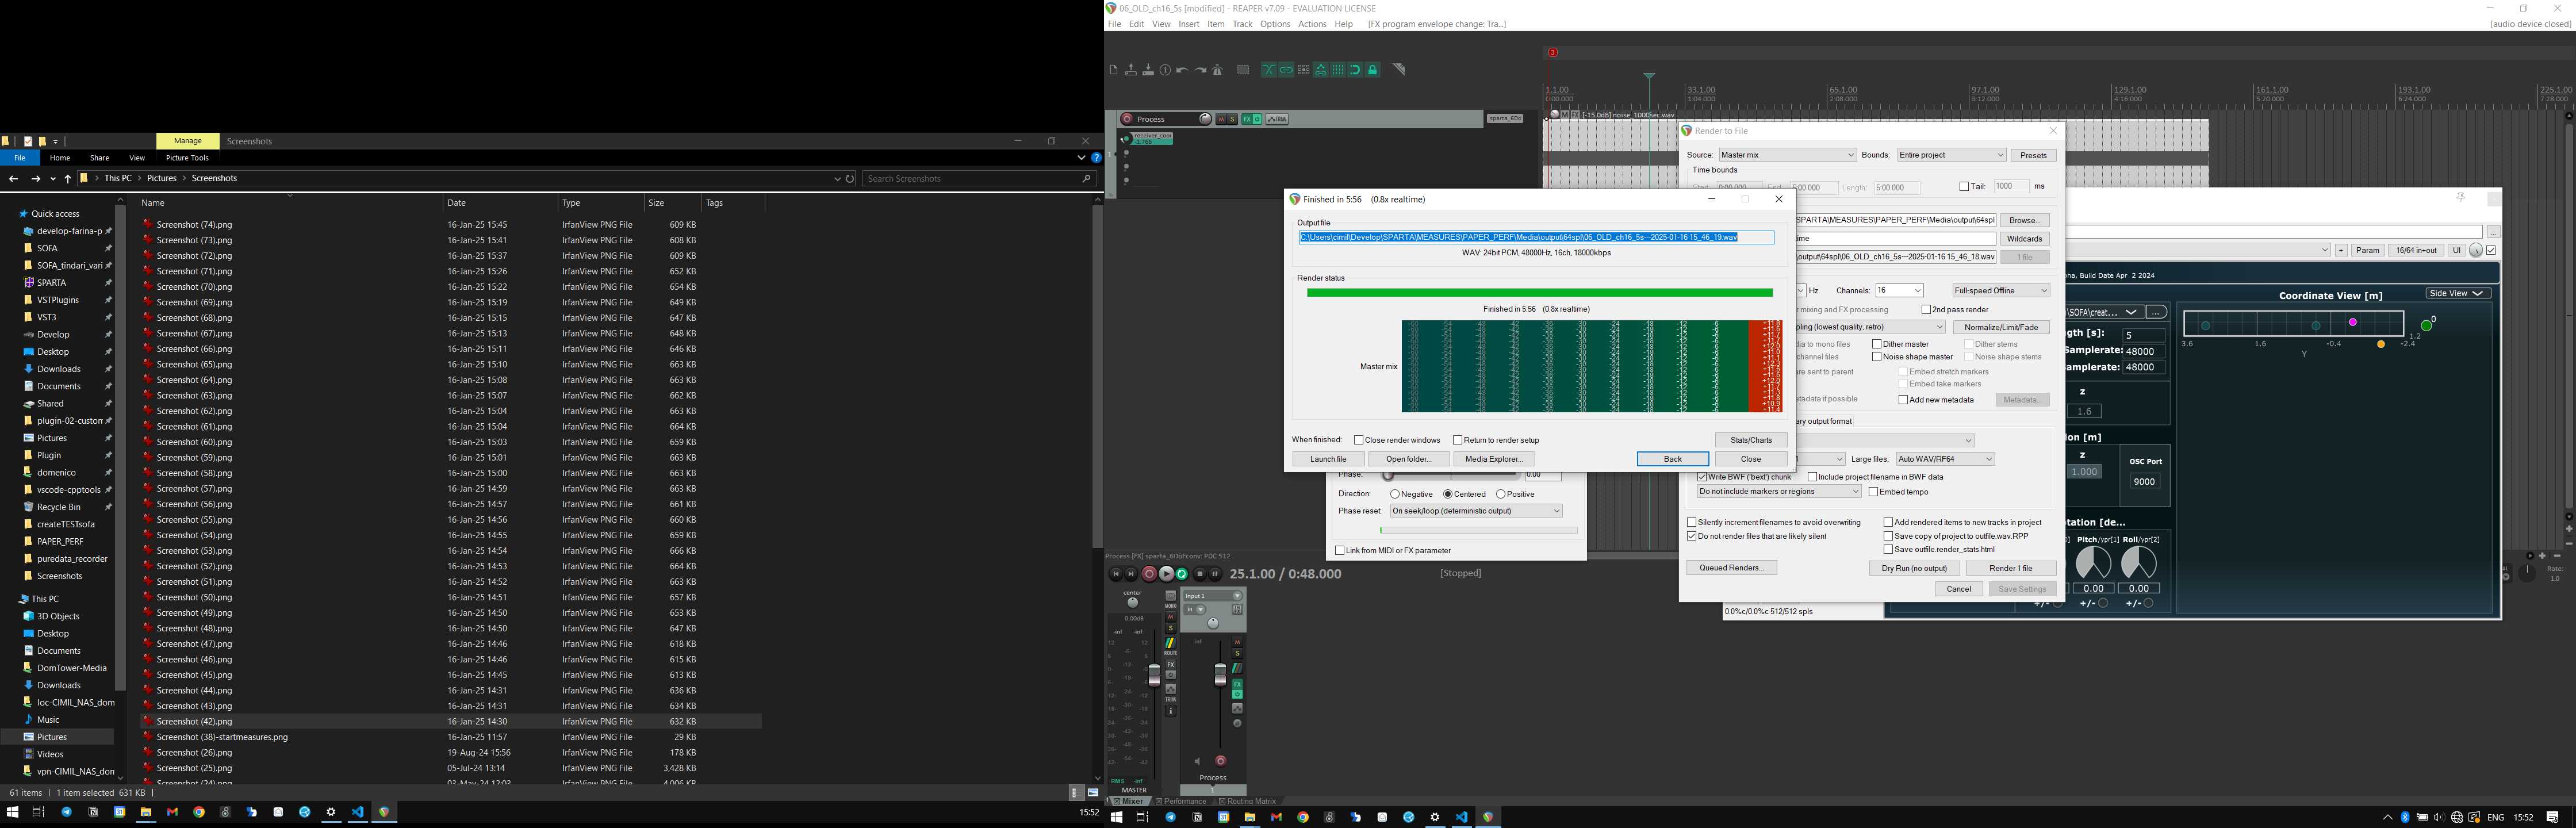 Manage
Screenshots
File Home Share View Picture Tools
This PC > Pictures > Screenshots
Search Screenshots
Name Date Type Size Tags
Quick access
develop-farina-p
SOFA
SOFA_tindari_vari
SPARTA
VSTPlugins
VST3
Develop
Desktop
Downloads
Documents
Shared
plugin-02-custom
Pictures
Plugin
domenico
vscode-cpptools
Recycle Bin
createTESTsofa
PAPER_PERF
puredata_recorder
Screenshots
This PC
3D Objects
Desktop
Documents
DomTower-Media
Downloads
loc-CIMIL_NAS_dom
Music
Pictures
Videos
vpn-CIMIL_NAS_don
Screenshot (74).png 16-Jan-25 15:45 IrfanView PNG File 609 KB
Screenshot (73).png 16-Jan-25 15:41 IrfanView PNG File 608 KB
Screenshot (72).png 16-Jan-25 15:37 IrfanView PNG File 609 KB
Screenshot (71).png 16-Jan-25 15:26 IrfanView PNG File 652 KB
Screenshot (70).png 16-Jan-25 15:22 IrfanView PNG File 654 KB
Screenshot (69).png 16-Jan-25 15:19 IrfanView PNG File 649 KB
Screenshot (68).png 16-Jan-25 15:15 IrfanView PNG File 647 KB
Screenshot (67).png 16-Jan-25 15:13 IrfanView PNG File 648 KB
Screenshot (66).png 16-Jan-25 15:11 IrfanView PNG File 646 KB
Screenshot (65).png 16-Jan-25 15:10 IrfanView PNG File 663 KB
Screenshot (64).png 16-Jan-25 15:08 IrfanView PNG File 663 KB
Screenshot (63).png 16-Jan-25 15:07 IrfanView PNG File 662 KB
Screenshot (62).png 16-Jan-25 15:04 IrfanView PNG File 663 KB
Screenshot (61).png 16-Jan-25 15:04 IrfanView PNG File 664 KB
Screenshot (60).png 16-Jan-25 15:03 IrfanView PNG File 659 KB
Screenshot (59).png 16-Jan-25 15:01 IrfanView PNG File 663 KB
Screenshot (58).png 16-Jan-25 15:00 IrfanView PNG File 663 KB
Screenshot (57).png 16-Jan-25 14:59 IrfanView PNG File 663 KB
Screenshot (56).png 16-Jan-25 14:57 IrfanView PNG File 661 KB
Screenshot (55).png 16-Jan-25 14:56 IrfanView PNG File 660 KB
Screenshot (54).png 16-Jan-25 14:55 IrfanView PNG File 659 KB
Screenshot (53).png 16-Jan-25 14:54 IrfanView PNG File 666 KB
Screenshot (52).png 16-Jan-25 14:53 IrfanView PNG File 664 KB
Screenshot (51).png 16-Jan-25 14:52 IrfanView PNG File 663 KB
Screenshot (50).png 16-Jan-25 14:51 IrfanView PNG File 657 KB
Screenshot (49).png 16-Jan-25 14:50 IrfanView PNG File 653 KB
Screenshot (48).png 16-Jan-25 14:50 IrfanView PNG File 647 KB
Screenshot (47).png 16-Jan-25 14:46 IrfanView PNG File 618 KB
Screenshot (46).png 16-Jan-25 14:46 IrfanView PNG File 615 KB
Screenshot (45).png 16-Jan-25 14:45 IrfanView PNG File 613 KB
Screenshot (44).png 16-Jan-25 14:31 IrfanView PNG File 636 KB
Screenshot (43).png 16-Jan-25 14:31 IrfanView PNG File 634 KB
Screenshot (42).png 16-Jan-25 14:30 IrfanView PNG File 632 KB
Screenshot (38)-startmeasures.png 16-Jan-25 11:57 IrfanView PNG File 29 KB
Screenshot (26).png 19-Aug-24 15:56 IrfanView PNG File 178 KB
Screenshot (25).png 05-Jul-24 13:14 IrfanView PNG File 3,428 KB
Screenshot (24).png 03-May-24 12:03 IrfanView PNG File 4,006 KB
61 items 1 item selected 631 KB
15:52
06_OLD_ch16_5s [modified] - REAPER v7.09 - EVALUATION LICENSE
File Edit View Insert Item Track Options Actions Help [FX program envelope change: Tra...]
[audio device closed]
3
1.1.00 33.1.00 65.1.00 97.1.00 129.1.00 161.1.00 193.1.00 225.1.00
0:00.000 1:04.000 2:08.000 3:12.000 4:16.000 5:20.000 6:24.000 7:28.000
Process M S FX TRIM sparta_6Do
receiver_coor
-1.766
1
[-15.0dB] noise_1000sec.wav
Render to File
Source: Master mix Bounds: Entire project Presets
Time bounds
Start: 0:00.000 End: 5:00.000 Length: 5:00.000 Tail: 1000 ms
SPARTA\MEASURES\PAPER_PERF\Media\output\64spl Browse...
ime Wildcards
\output\64spl\06_OLD_ch16_5s---2025-01-16 15_46_18.wav 1 file
Hz Channels: 16 Full-speed Offline
r mixing and FX processing 2nd pass render
pling (lowest quality, retro) Normalize/Limit/Fade
dia to mono files Dither master Dither stems
channel files Noise shape master Noise shape stems
are sent to parent Embed stretch markers
Embed take markers
etadata if possible Add new metadata Metadata...
ary output format
Large files: Auto WAV/RF64
Write BWF ('bext') chunk Include project filename in BWF data
Do not include markers or regions Embed tempo
Silently increment filenames to avoid overwriting Add rendered items to new tracks in project
Do not render files that are likely silent Save copy of project to outfile.wav.RPP
Save outfile.render_stats.html
Queued Renders... Dry Run (no output) Render 1 file
Cancel Save Settings
Finished in 5:56 (0.8x realtime)
Output file
C:\Users\cimil\Develop\SPARTA\MEASURES\PAPER_PERF\Media\output\64spl\06_OLD_ch16_5s---2025-01-16 15_46_19.wav
WAV: 24bit PCM, 48000Hz, 16ch, 18000kbps
Render status
Finished in 5:56 (0.8x realtime)
Master mix
When finished: Close render windows Return to render setup Stats/Charts
Launch file Open folder... Media Explorer... Back Close
Phase: 0.00
Direction: Negative Centered Positive
Phase reset: On seek/loop (deterministic output)
Link from MIDI or FX parameter
+ Param 16/64 in+out UI
pha, Build Date Apr 2 2024
Coordinate View [m] Side View
\SOFA\creat... ...
ngth [s]: 5
Samplerate: 48000
amplerate: 48000
z
1.6
ion [m]
z
1.000
OSC Port
9000
tation [de...
Pitch/ypr[1] Roll/ypr[2]
0.00 0.00
+/- +/- +/-
0
1.2
3.6 1.6 -0.4 -2.4
Y
0.0%c/0.0%c 512/512 spls
Process [FX] sparta_6DoFconv: PDC 512
25.1.00 / 0:48.000 [Stopped]
Rate:
1.0
center
0.00dB
-inf -inf
MONO
M
S
ROUTE
FX
TRIM
RMS -inf
MASTER
Input 1
in
-inf
M
S
FX
Process
1
Mixer Performance Routing Matrix
ENG 15:52